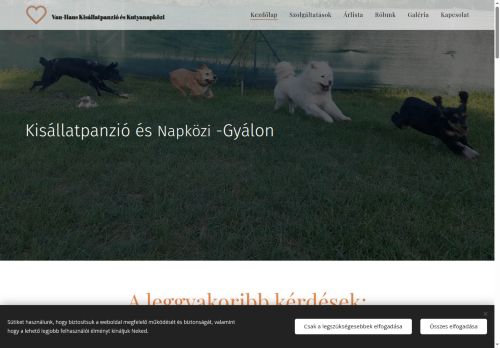 Van-Hans Kisállatpanzió és Kutyanapközi
Kezdőlap Szolgáltatások Árlista Rólunk Galéria Kapcsolat
Kisállatpanzió és Napközi -Gyálon
A leggyakoribb kérdések:
Sütiket használunk, hogy biztosítsuk a weboldal megfelelő működését és biztonságát, valamint
hogy a lehető legjobb felhasználói élményt kínáljuk Neked.
Csak a legszükségesebbek elfogadása
Összes elfogadása